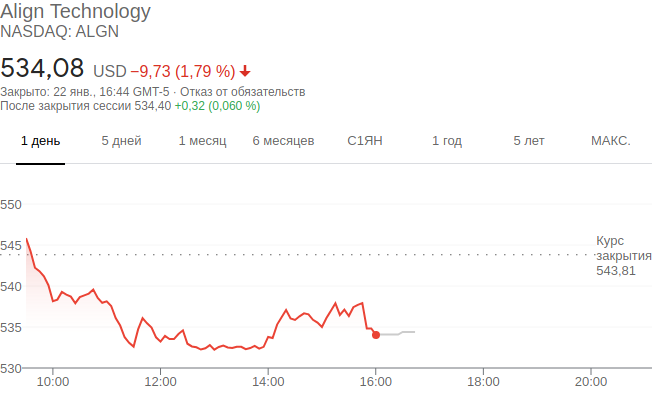 Align Technology
NASDAQ: ALGN
534,08 USD −9,73 (1,79 %)
Закрыто: 22 янв., 16:44 GMT-5 · Отказ от обязательств
После закрытия сессии 534,40 +0,32 (0,060 %)
1 день 5 дней 1 месяц 6 месяцев С1ЯН 1 год 5 лет МАКС.
550
545
Курс
закрытия
543,81
540
535
530
10:00 12:00 14:00 16:00 18:00 20:00